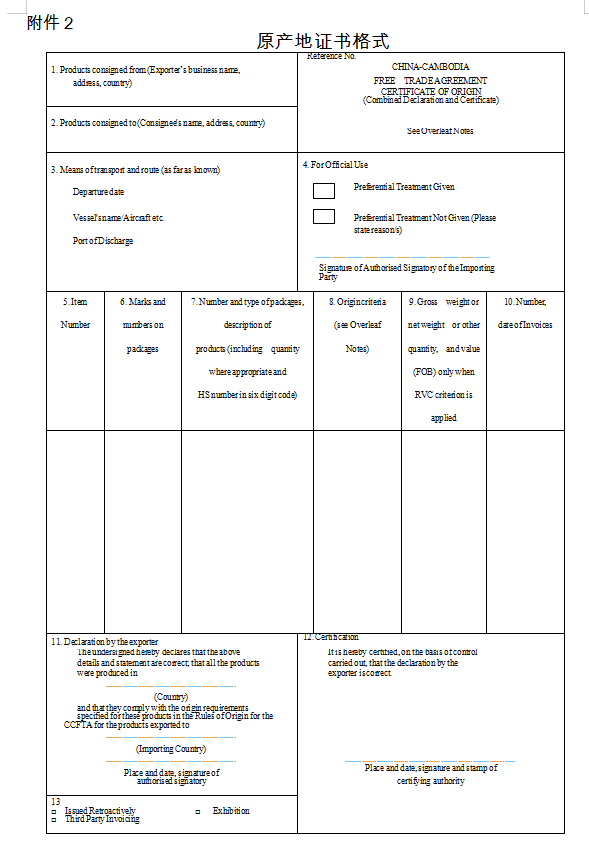 附件 2
原产地证书格式
1. Products consigned from (Exporter's business name,
address, country)
2. Products consigned to (Consignee's name, address, country)
Reference No.
CHINA-CAMBODIA
FREE TRADE AGREEMENT
CERTIFICATE OF ORIGIN
(Combined Declaration and Certificate)
See Overleaf Notes
3. Means of transport and route (as far as known)
Departure date
Vessel's name/Aircraft etc.
Port of Discharge
4. For Official Use
Preferential Treatment Given
Preferential Treatment Not Given (Please
state reason/s)
Signature of Authorised Signatory of the Importing
Party
5. Item
Number
6. Marks and
numbers on
packages
7. Number and type of packages,
description of
products (including quantity
where appropriate and
HS number in six digit code)
8. Origin criteria
(see Overleaf
Notes)
9. Gross weight or
net weight or other
quantity, and value
(FOB) only when
RVC criterion is
applied
10. Number,
date of Invoices
11. Declaration by the exporter
The undersigned hereby declares that the above
details and statement are correct; that all the products
were produced in
(Country)
and that they comply with the origin requirements
specified for these products in the Rules of Origin for the
CCFTA for the products exported to
(Importing Country)
Place and date, signature of
authorised signatory
12. Certification
It is hereby certified, on the basis of control
carried out, that the declaration by the
exporter is correct.
Place and date, signature and stamp of
certifying authority
13
□ Issued Retroactively □ Exhibition
□ Third Party Invoicing